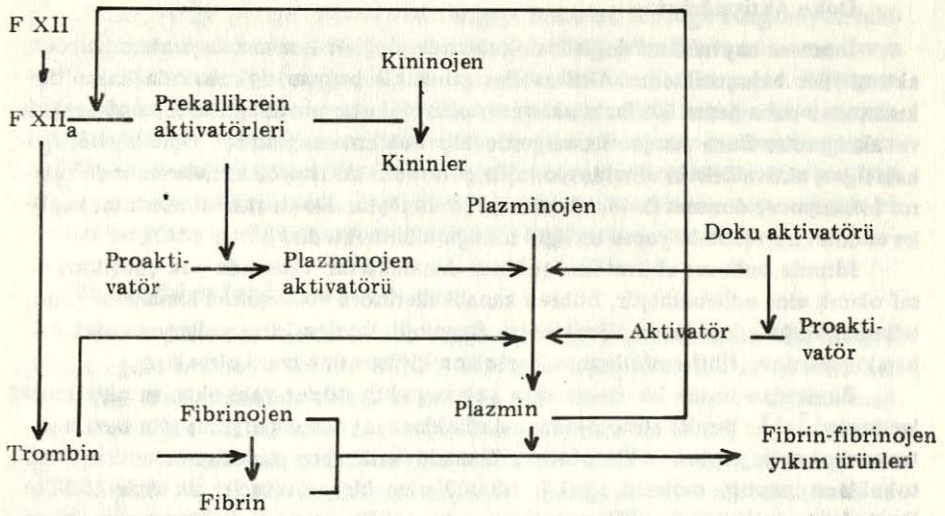 F XII
Kininojen
F XII a
Prekallikrein
aktivatörleri
Kininler
Plazminojen
Doku aktivatörü
Proakti-
vatör
Plazminojen
aktivatörü
Aktivatör
Proakti-
vatör
Fibrinojen
Plazmin
Trombin
Fibrin-fibrinojen
yıkım ürünleri
Fibrin